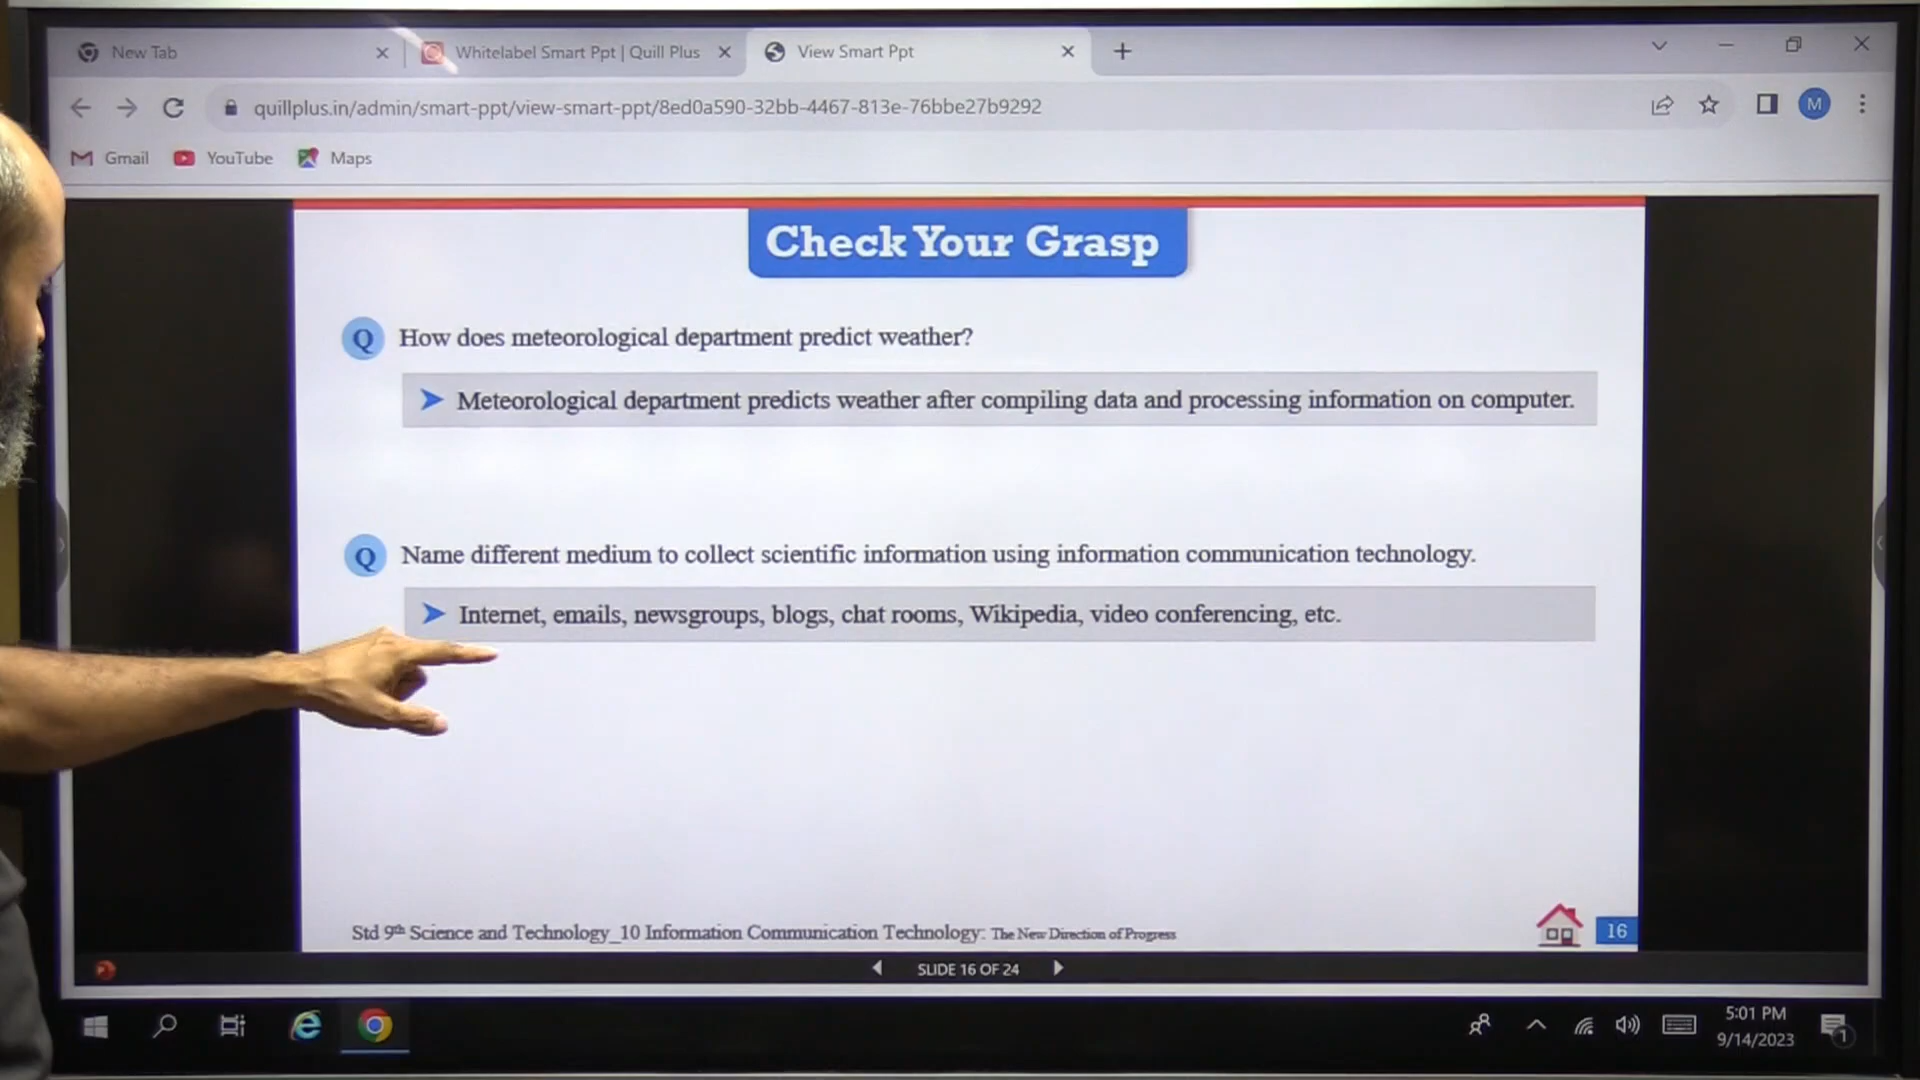 New Tab
Whitelabel Smart Ppt | Quill Plus
View Smart Ppt
quillplus.in/admin/smart-ppt/view-smart-ppt/8ed0a590-32bb-4467-813e-76bbe27b9292
M
Gmail
YouTube
Maps
Check Your Grasp
Q How does meteorological department predict weather?
Meteorological department predicts weather after compiling data and processing information on computer.
Q Name different medium to collect scientific information using information communication technology.
Internet, emails, newsgroups, blogs, chat rooms, Wikipedia, video conferencing, etc.
Std 9th Science and Technology_10 Information Communication Technology: The New Direction of Progress
16
SLIDE 16 OF 24
5:01 PM
9/14/2023
1